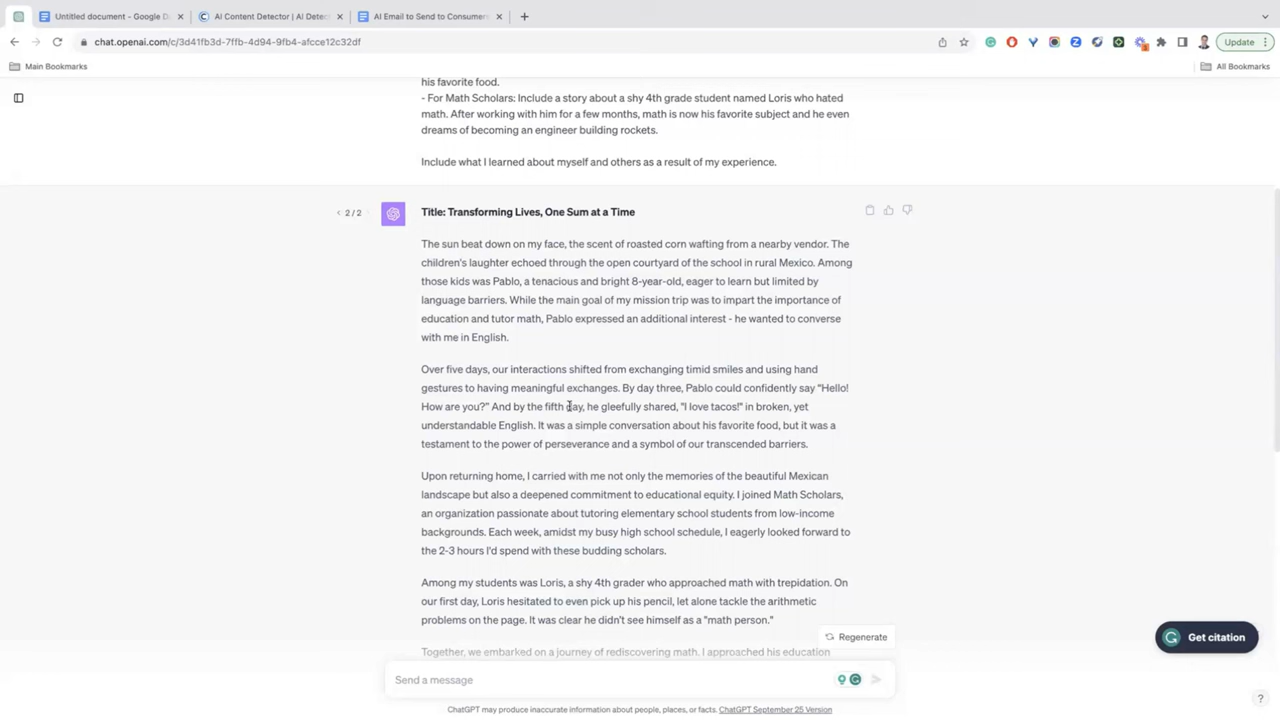 Untitled document - Google D
AI Content Detector | AI Detec
AI Email to Send to Consumer
chat.openai.com/c/3d41fb3d-7ffb-4d94-9fb4-afcce12c32df
Update
Main Bookmarks
All Bookmarks
his favorite food.
- For Math Scholars: Include a story about a shy 4th grade student named Loris who hated
math. After working with him for a few months, math is now his favorite subject and he even
dreams of becoming an engineer building rockets.
Include what I learned about myself and others as a result of my experience.
2 / 2
Title: Transforming Lives, One Sum at a Time
The sun beat down on my face, the scent of roasted corn wafting from a nearby vendor. The
children's laughter echoed through the open courtyard of the school in rural Mexico. Among
those kids was Pablo, a tenacious and bright 8-year-old, eager to learn but limited by
language barriers. While the main goal of my mission trip was to impart the importance of
education and tutor math, Pablo expressed an additional interest - he wanted to converse
with me in English.
Over five days, our interactions shifted from exchanging timid smiles and using hand
gestures to having meaningful exchanges. By day three, Pablo could confidently say "Hello!
How are you?" And by the fifth day, he gleefully shared, "I love tacos!" in broken, yet
understandable English. It was a simple conversation about his favorite food, but it was a
testament to the power of perseverance and a symbol of our transcended barriers.
Upon returning home, I carried with me not only the memories of the beautiful Mexican
landscape but also a deepened commitment to educational equity. I joined Math Scholars,
an organization passionate about tutoring elementary school students from low-income
backgrounds. Each week, amidst my busy high school schedule, I eagerly looked forward to
the 2-3 hours I'd spend with these budding scholars.
Among my students was Loris, a shy 4th grader who approached math with trepidation. On
our first day, Loris hesitated to even pick up his pencil, let alone tackle the arithmetic
problems on the page. It was clear he didn't see himself as a "math person."
Regenerate
Get citation
Together, we embarked on a journey of rediscovering math. I approached his education
Send a message
ChatGPT may produce inaccurate information about people, places, or facts. ChatGPT September 25 Version
?